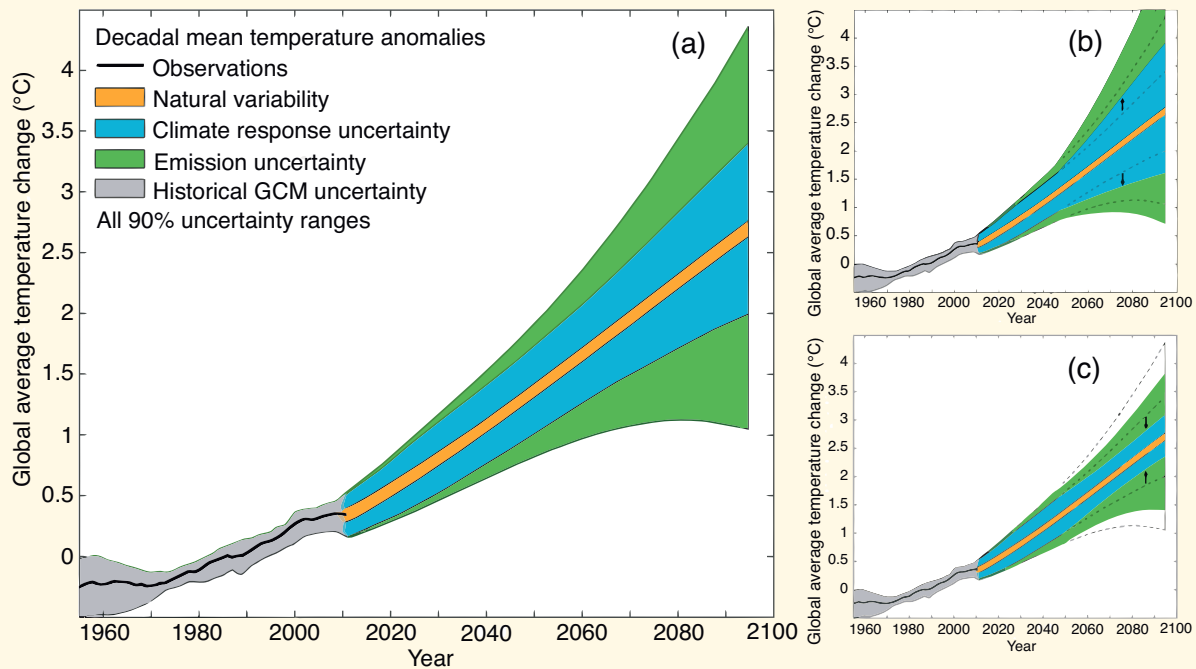 Decadal mean temperature anomalies
Observations
Natural variability
Climate response uncertainty
Emission uncertainty
Historical GCM uncertainty
All 90% uncertainty ranges
(a)
Global average temperature change (°C)
4
3.5
3
2.5
2
1.5
1
0.5
0
1960 1980 2000 2020 2040 2060 2080 2100
Year
(b)
Global average temperature change (°C)
4
3.5
3
2.5
2
1.5
1
0.5
0
1960 1980 2000 2020 2040 2060 2080 2100
Year
(c)
Global average temperature change (°C)
4
3.5
3
2.5
2
1.5
1
0.5
0
1960 1980 2000 2020 2040 2060 2080 2100
Year